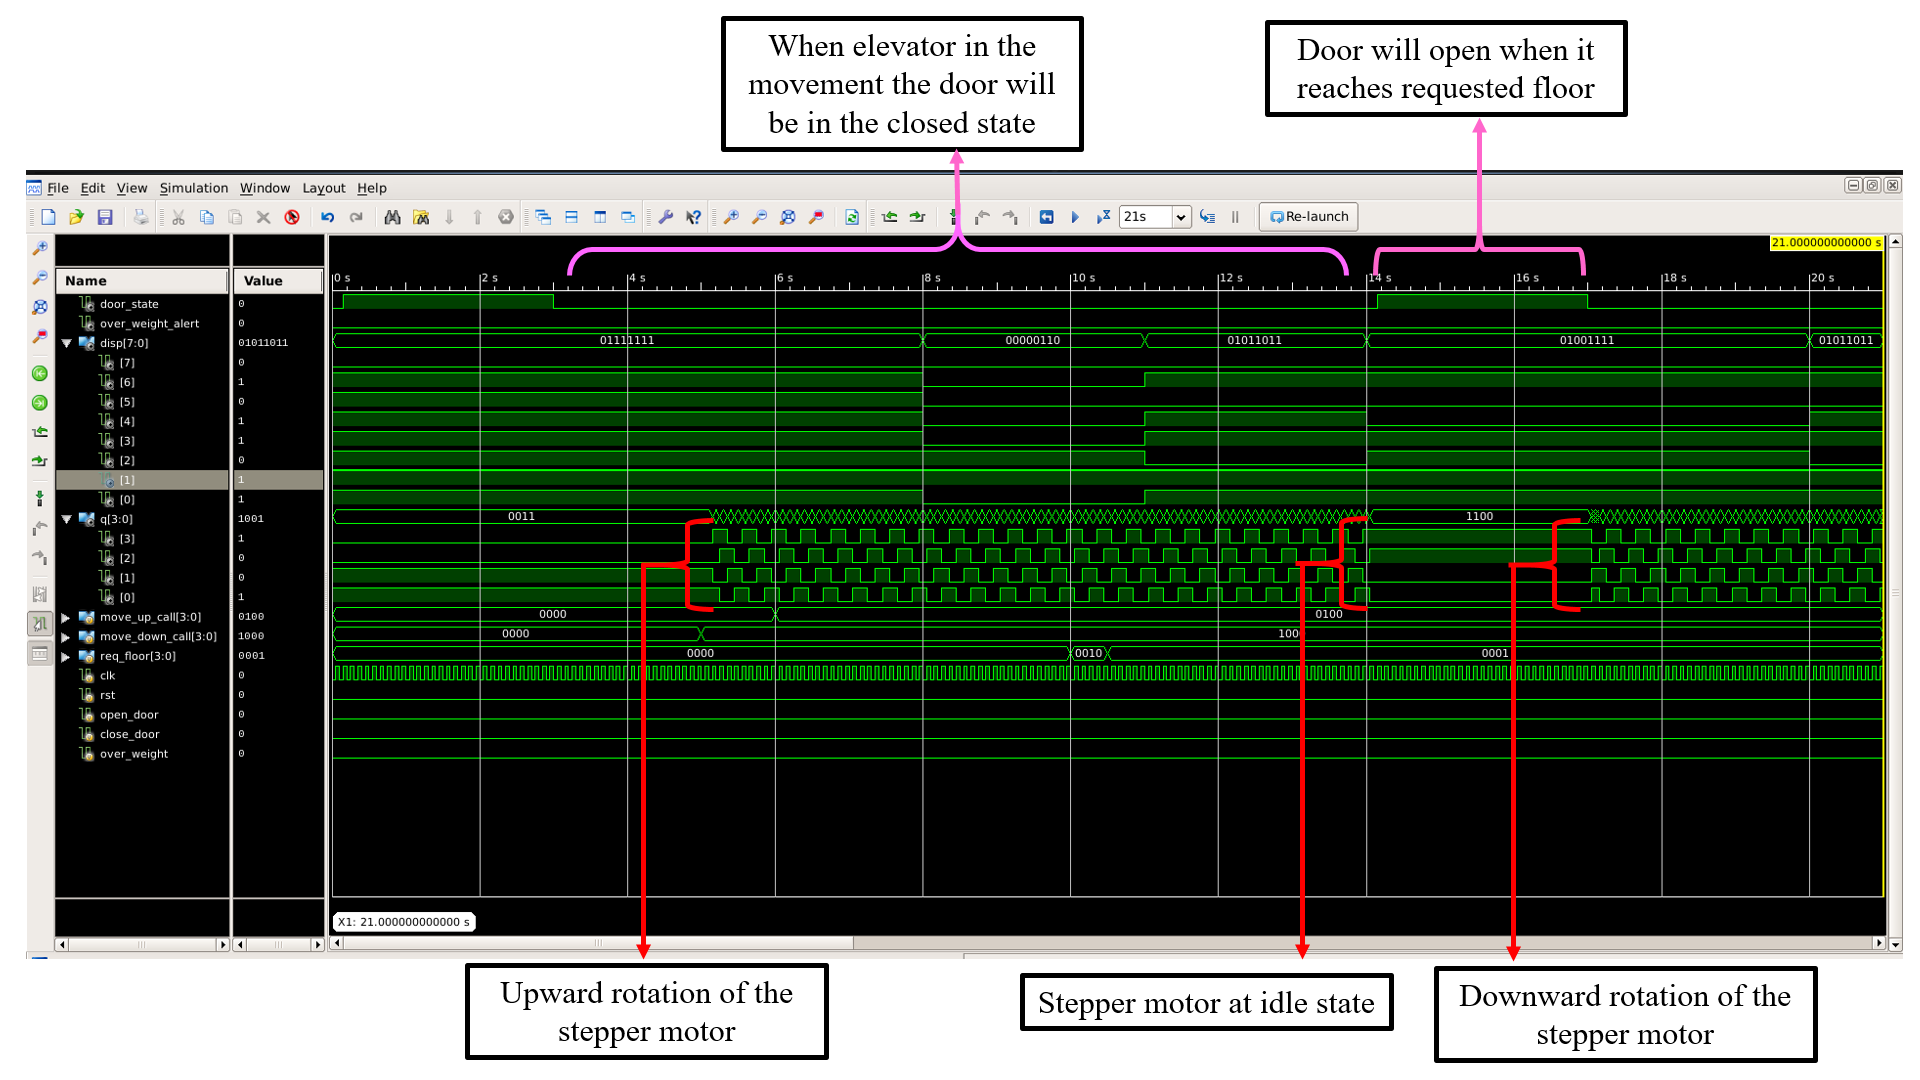 When elevator in the
movement the door will
be in the closed state
Door will open when it
reaches requested floor
File Edit View Simulation Window Layout Help
21s
Re-launch
21.000000000000 s
Name Value
0 s 2 s 4 s 6 s 8 s 10 s 12 s 14 s 16 s 18 s 20 s
door_state 0
over_weight_alert 0
disp[7:0] 01011011 01111111 00000110 01011011 01001111 01011011
[7] 0
[6] 1
[5] 0
[4] 1
[3] 1
[2] 0
[1] 1
[0] 1
q[3:0] 1001 0011 1100
[3] 1
[2] 0
[1] 0
[0] 1
move_up_call[3:0] 0100 0000 0100
move_down_call[3:0] 1000 0000 100
req_floor[3:0] 0001 0000 0010 0001
clk 0
rst 0
open_door 0
close_door 0
over_weight 0
X1: 21.000000000000 s
Upward rotation of the
stepper motor
Stepper motor at idle state
Downward rotation of the
stepper motor